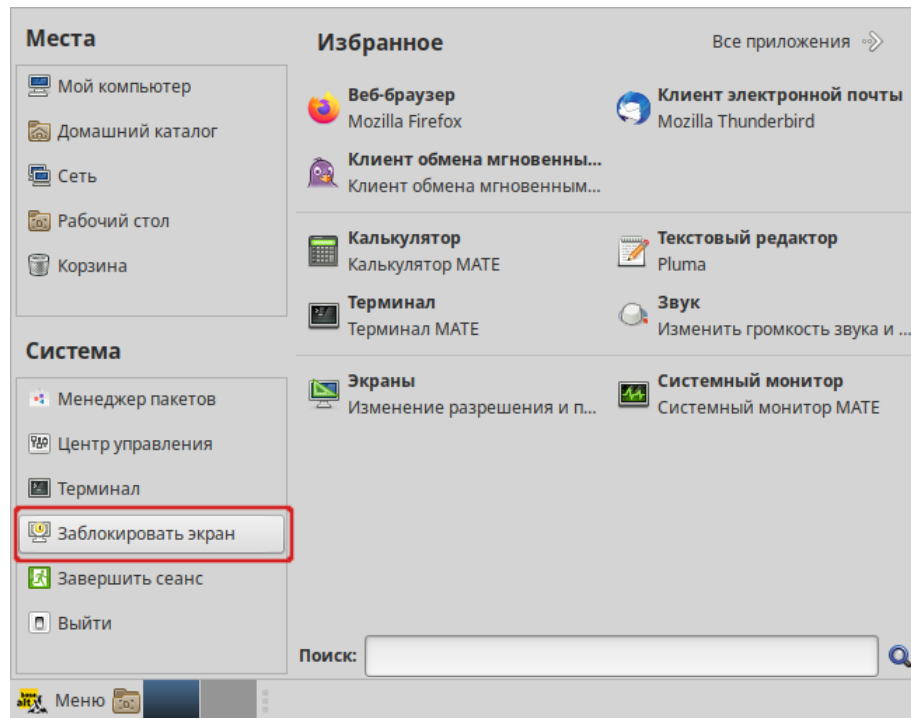 Места
Мой компьютер
Домашний каталог
Сеть
Рабочий стол
Корзина
Система
Менеджер пакетов
Центр управления
Терминал
Заблокировать экран
Завершить сеанс
Выйти
Избранное
Все приложения
Веб-браузер
Mozilla Firefox
Клиент электронной почты
Mozilla Thunderbird
Клиент обмена мгновенны...
Клиент обмена мгновенным...
Калькулятор
Калькулятор MATE
Текстовый редактор
Pluma
Терминал
Терминал MATE
Звук
Изменить громкость звука и ...
Экраны
Изменение разрешения и п...
Системный монитор
Системный монитор MATE
Поиск:
base
alt
Меню